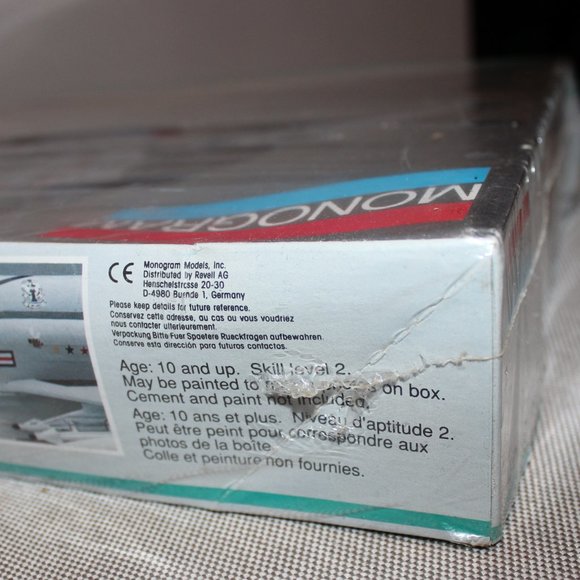 MONOGRAM
CE
Monogram Models, Inc.
Distributed by Revell AG
Henschelstrasse 20-30
D-4980 Buende 1, Germany
Please keep details for future reference.
Conservez cette adresse, au cas ou vous voudriez
nous contacter ulterieurement.
Verpackung Bitte Fuer Spaetere Rueckfragen aufbewahren.
Conserve esta dirección para futuros contactos.
Age: 10 and up. Skill level 2.
May be painted to on box.
Cement and paint not included.
Age: 10 ans et plus. Niveau d'aptitude 2.
Peut être peint pour correspondre aux
photos de la boîte
Colle et peinture non fournies.